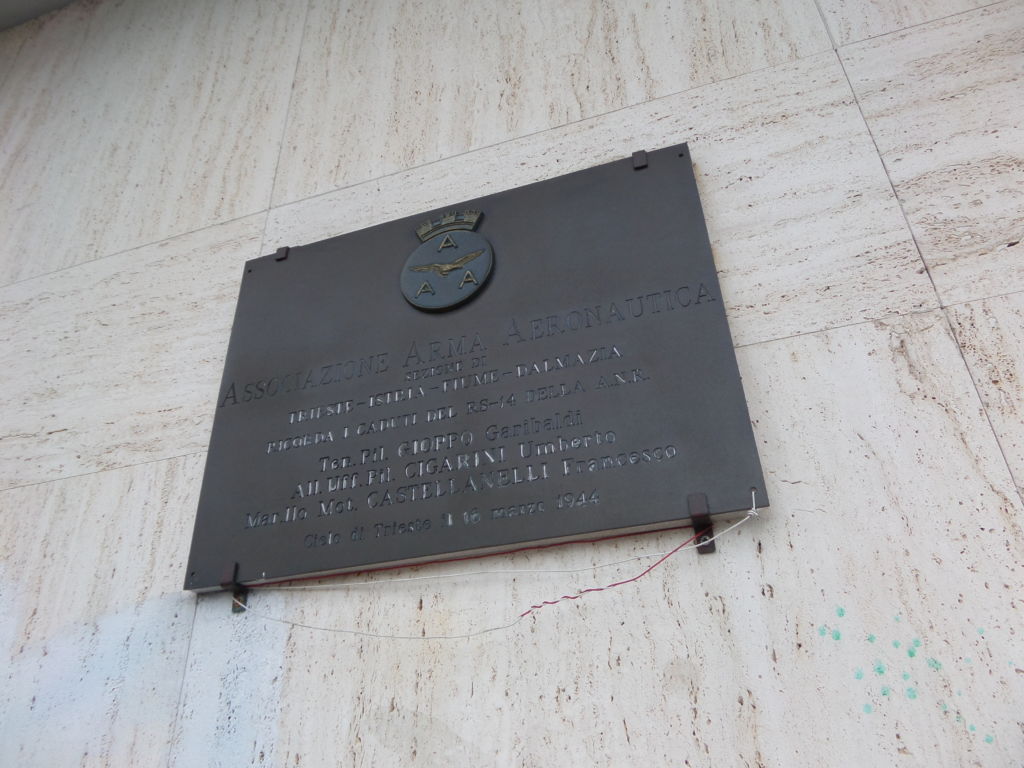 A
A A
ASSOCIAZIONE ARMA AERONAUTICA
SEZIONE DI
TRIESTE-ISTRIA-FIUME-DALMAZIA
RICORDA I CADUTI DEL RS-14 DELLA A.N.R.
Ten. Pil. GIOPPO Garibaldi
All. Uff. Pil. CIGARINI Umberto
Mar.llo Mot. CASTELLANELLI Francesco
Cielo di Trieste il 16 marzo 1944